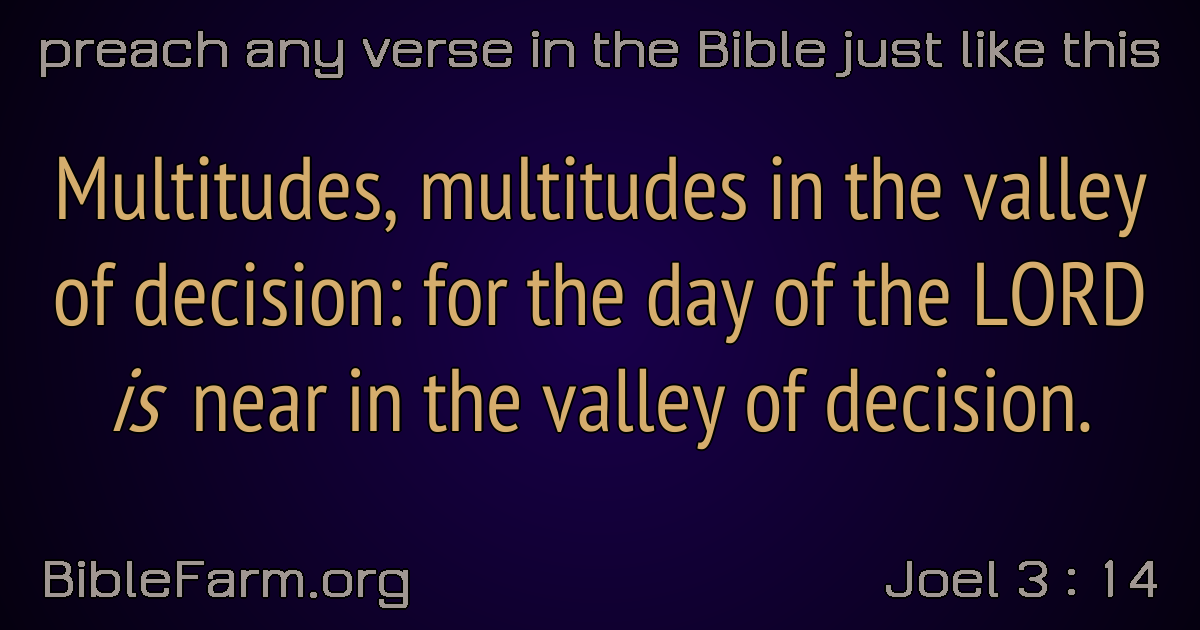 preach any verse in the Bible just like this
Multitudes, multitudes in the valley
of decision: for the day of the LORD
is near in the valley of decision.
BibleFarm.org
Joel 3 : 14